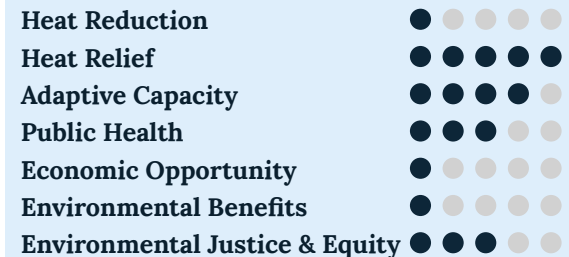 Heat Reduction
Heat Relief
Adaptive Capacity
Public Health
Economic Opportunity
Environmental Benefits
Environmental Justice & Equity